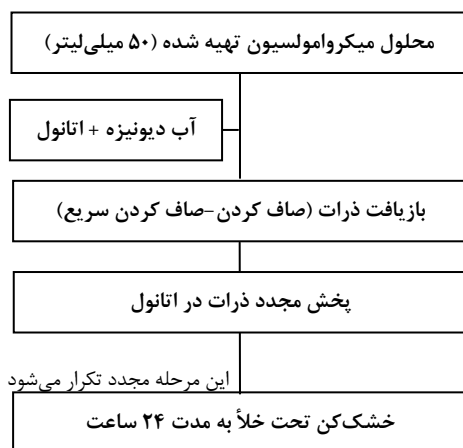 محلول میکروامولسیون تهیه شده (۵۰ میلی‌لیتر)
آب دیونیزه + اتانول
بازیافت ذرات (صاف کردن-صاف کردن سریع)
پخش مجدد ذرات در اتانول
این مرحله مجدد تکرار می‌شود
خشک‌کن تحت خلأ به مدت ۲۴ ساعت